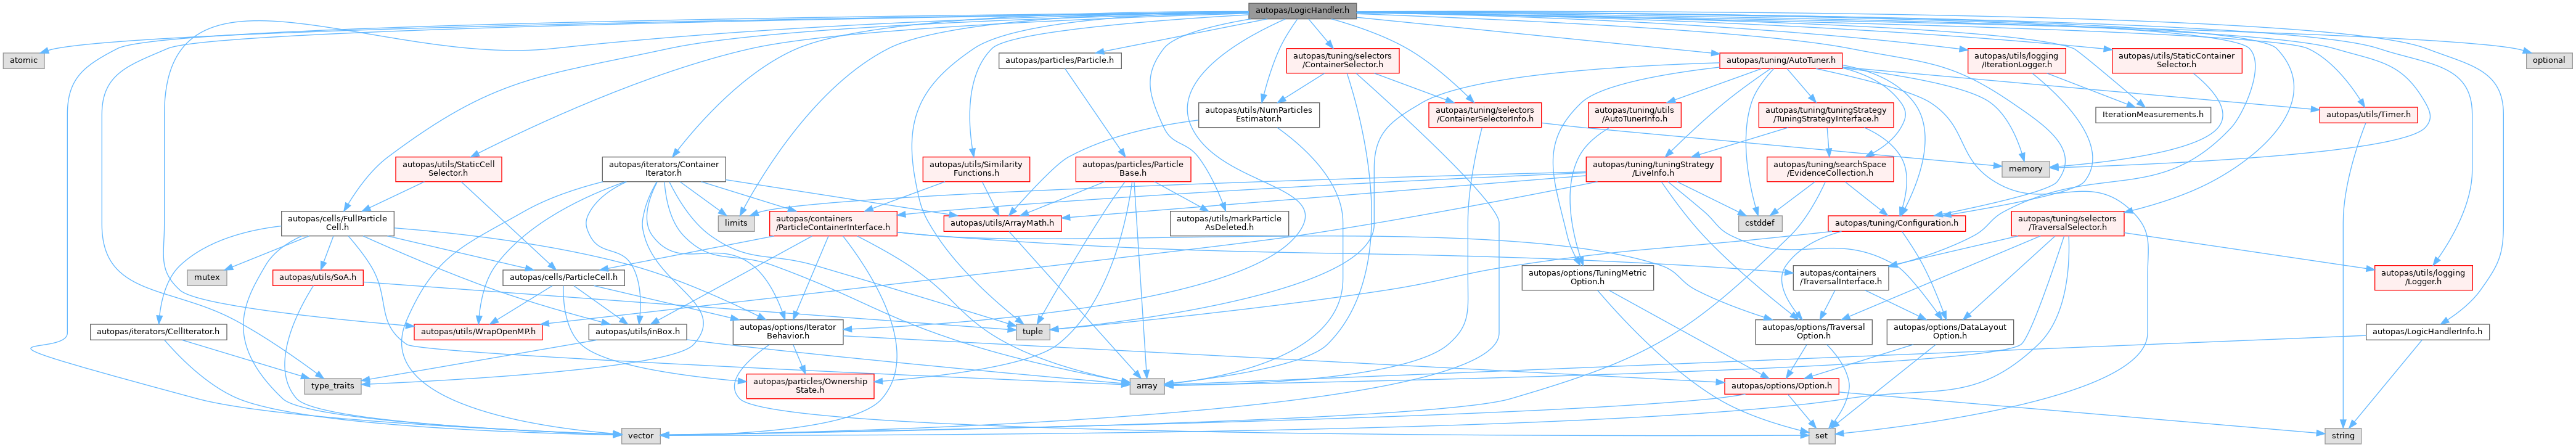 autopas/LogicHandler.h
atomic
autopas/particles/Particle.h
autopas/tuning/selectors
/ContainerSelector.h
autopas/tuning/AutoTuner.h
autopas/utils/logging
/IterationLogger.h
autopas/utils/StaticContainer
Selector.h
optional
autopas/utils/NumParticles
Estimator.h
autopas/tuning/selectors
/ContainerSelectorInfo.h
autopas/tuning/utils
/AutoTunerInfo.h
autopas/tuning/tuningStrategy
/TuningStrategyInterface.h
IterationMeasurements.h
autopas/utils/Timer.h
autopas/utils/StaticCell
Selector.h
autopas/iterators/Container
Iterator.h
autopas/utils/Similarity
Functions.h
autopas/particles/Particle
Base.h
autopas/tuning/tuningStrategy
/LiveInfo.h
autopas/tuning/searchSpace
/EvidenceCollection.h
memory
autopas/cells/FullParticle
Cell.h
limits
autopas/containers
/ParticleContainerInterface.h
autopas/utils/ArrayMath.h
autopas/utils/markParticle
AsDeleted.h
cstddef
autopas/tuning/Configuration.h
autopas/tuning/selectors
/TraversalSelector.h
mutex
autopas/utils/SoA.h
autopas/cells/ParticleCell.h
autopas/options/TuningMetric
Option.h
autopas/containers
/TraversalInterface.h
autopas/utils/logging
/Logger.h
autopas/iterators/CellIterator.h
autopas/utils/WrapOpenMP.h
autopas/utils/inBox.h
autopas/options/Iterator
Behavior.h
tuple
autopas/options/Traversal
Option.h
autopas/options/DataLayout
Option.h
autopas/LogicHandlerInfo.h
type_traits
autopas/particles/Ownership
State.h
array
autopas/options/Option.h
vector
set
string